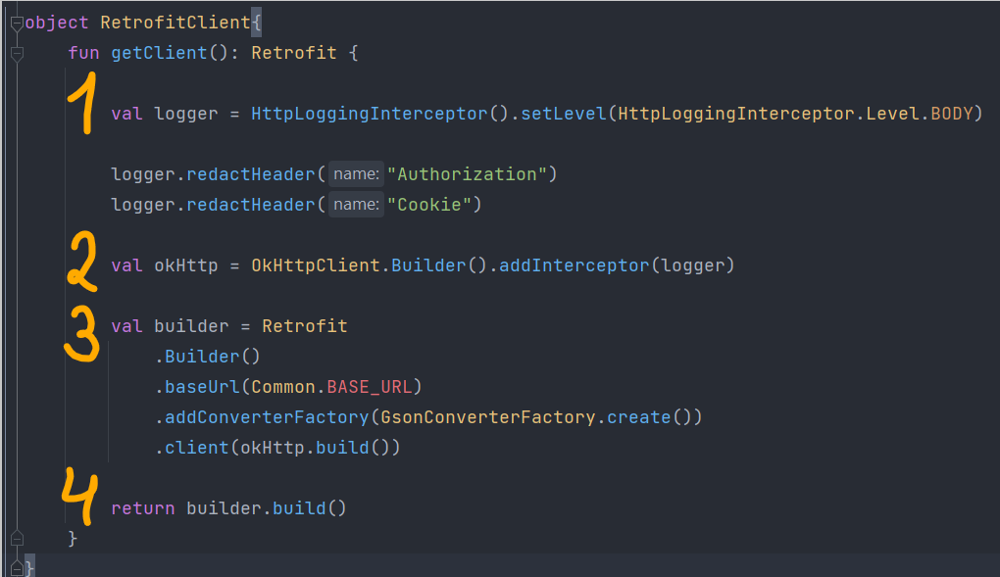 object RetrofitClient{
fun getClient(): Retrofit {
1
val logger = HttpLoggingInterceptor().setLevel(HttpLoggingInterceptor.Level.BODY)
logger.redactHeader( name: "Authorization")
logger.redactHeader( name: "Cookie")
2 val okHttp = OkHttpClient.Builder().addInterceptor(logger)
3 val builder = Retrofit
.Builder()
.baseUrl(Common.BASE_URL)
.addConverterFactory(GsonConverterFactory.create())
.client(okHttp.build())
4 return builder.build()
}
}